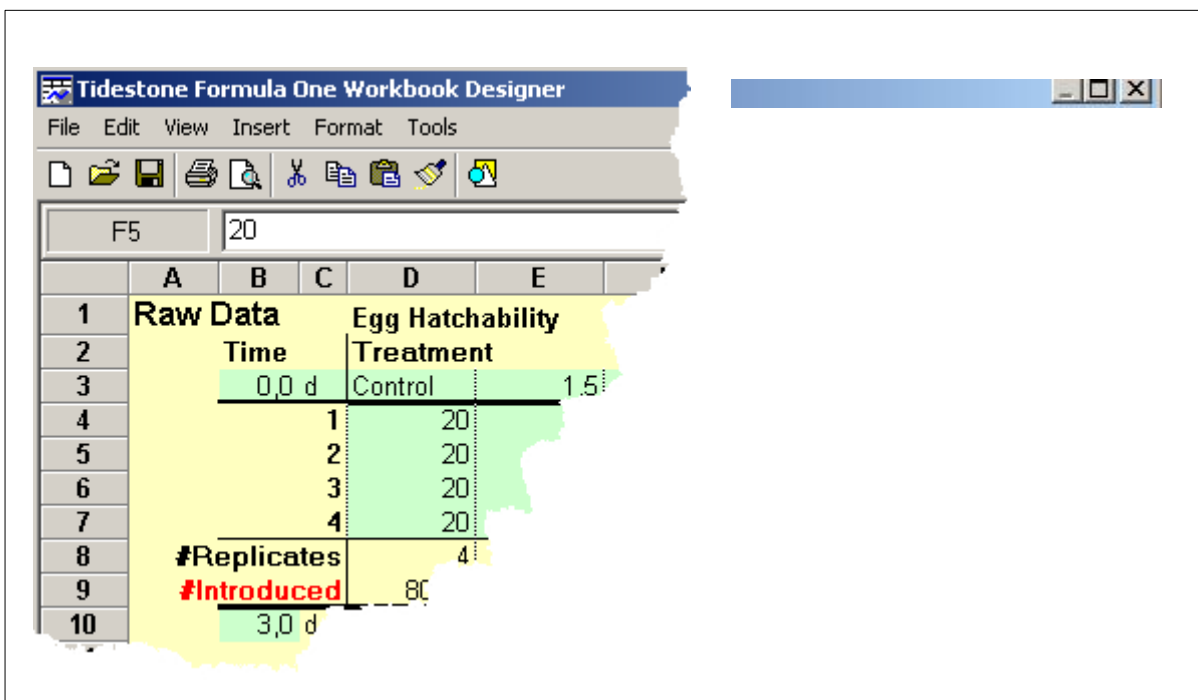 Tidestone Formula One Workbook Designer
File Edit View Insert Format Tools
F5 20
A B C D E
1 Raw Data Egg Hatchability
2 Time Treatment
3 0,0 d Control 1.5
4 1 20
5 2 20
6 3 20
7 4 20
8 #Replicates 4
9 #Introduced 80
10 3,0 d